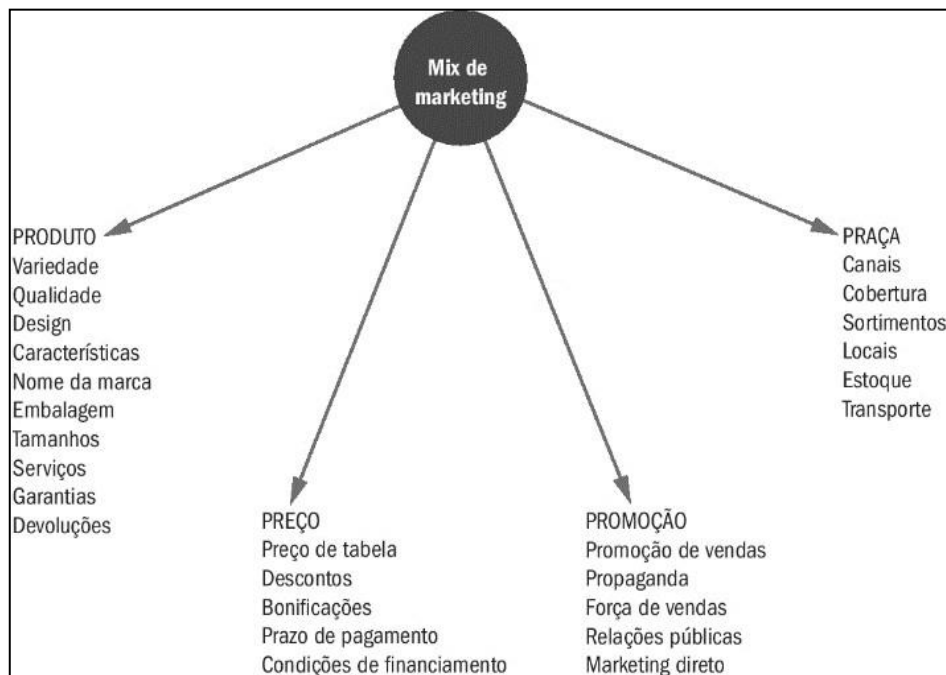 Mix de
marketing
PRODUTO
Variedade
Qualidade
Design
Características
Nome da marca
Embalagem
Tamanhos
Serviços
Garantias
Devoluções
PREÇO
Preço de tabela
Descontos
Bonificações
Prazo de pagamento
Condições de financiamento
PROMOÇÃO
Promoção de vendas
Propaganda
Força de vendas
Relações públicas
Marketing direto
PRAÇA
Canais
Cobertura
Sortimentos
Locais
Estoque
Transporte